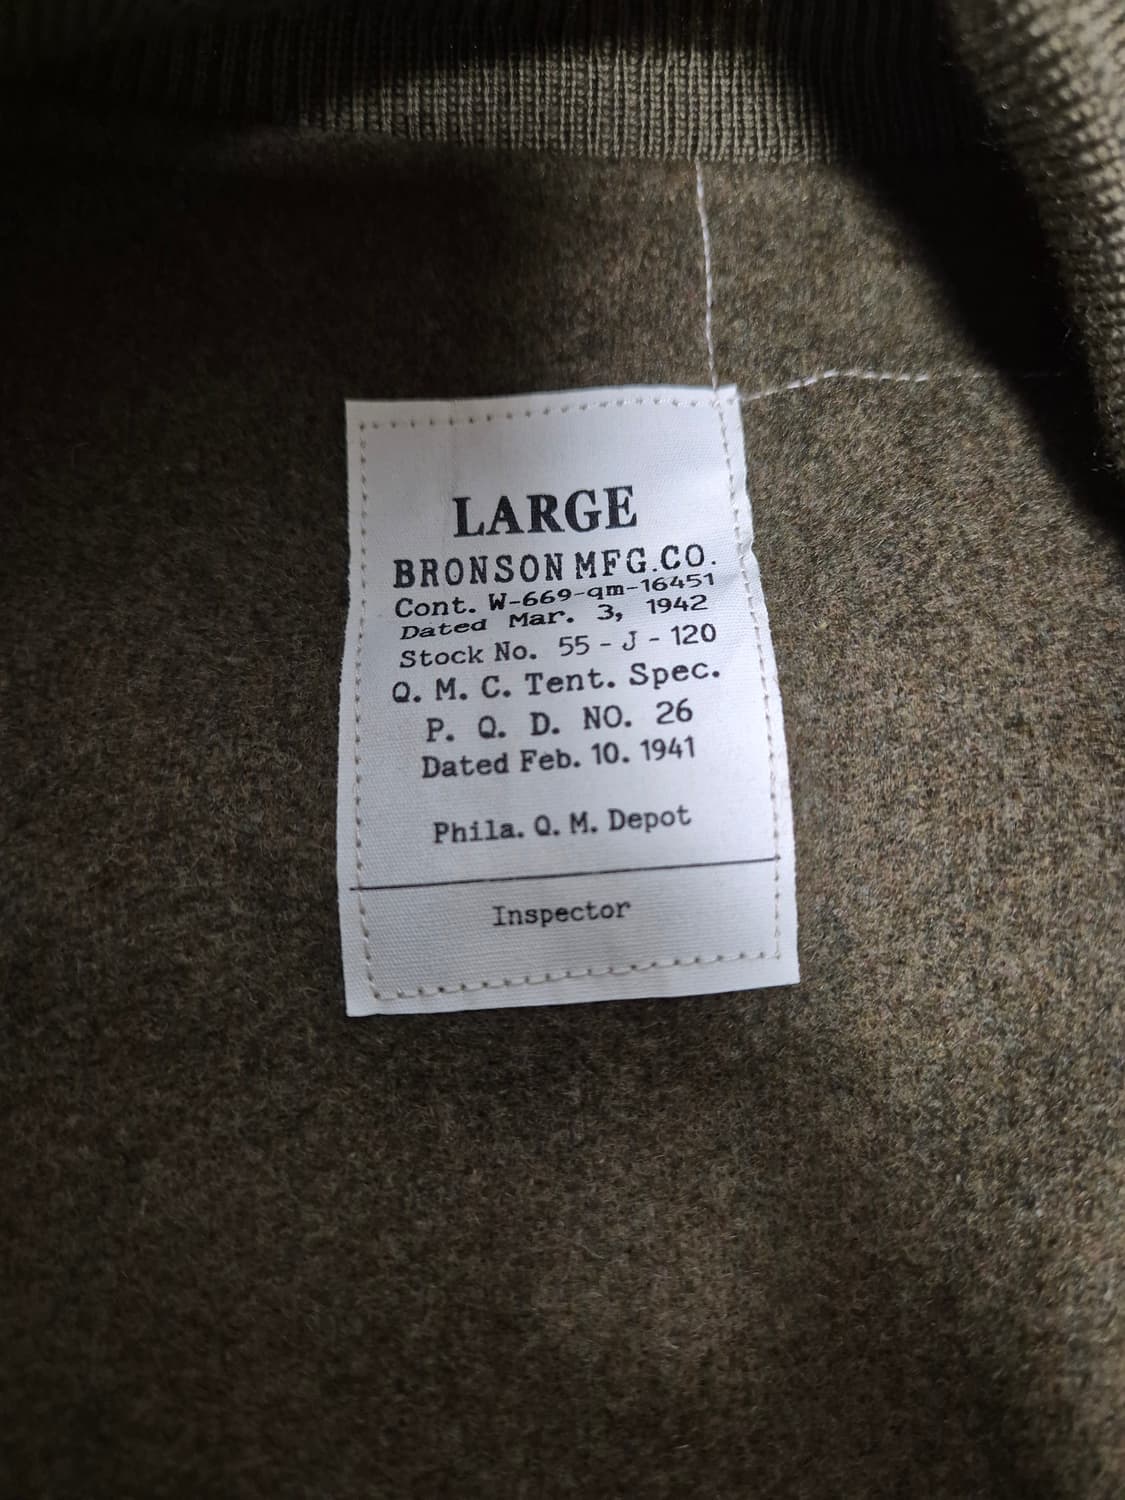 LARGE
BRONSON MFG.CO.
Cont. W-669-qm-16451
Dated Mar. 3, 1942
Stock No. 55 - J - 120
Q. M. C. Tent. Spec.
P. Q. D. NO. 26
Dated Feb. 10. 1941
Phila. Q. M. Depot
Inspector